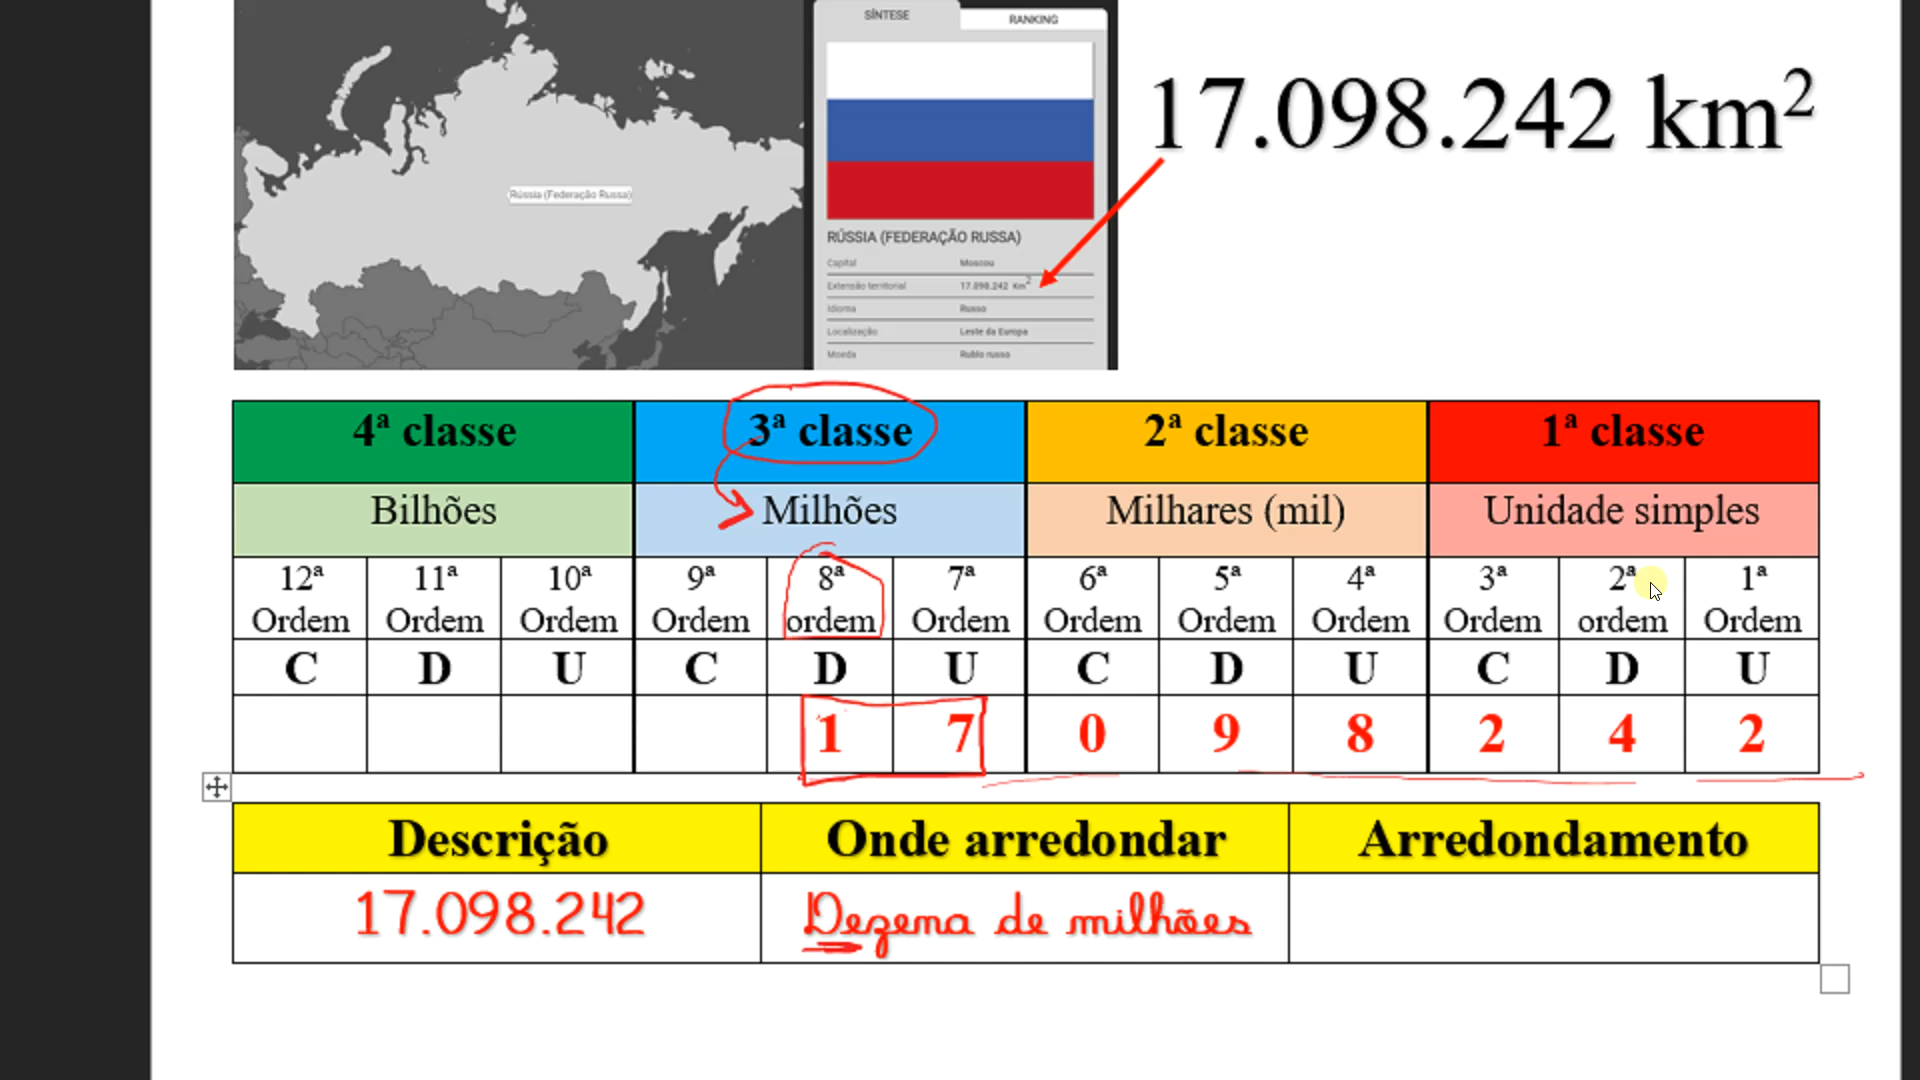 SÍNTESE RANKING
17.098.242 km²
Rússia (Federação Russa)
RÚSSIA (FEDERAÇÃO RUSSA)
Capital Moscou
Extensão territorial 17.098.242 Km²
Idioma Russo
Localização Leste da Europa
Moeda Rublo russo
4ª classe 3ª classe 2ª classe 1ª classe
Bilhões Milhões Milhares (mil) Unidade simples
12ª 11ª 10ª 9ª 8ª 7ª 6ª 5ª 4ª 3ª 2ª 1ª
Ordem Ordem Ordem Ordem ordem Ordem Ordem Ordem Ordem Ordem ordem Ordem
C D U C D U C D U C D U
1 7 0 9 8 2 4 2
Descrição Onde arredondar Arredondamento
17.098.242 Dezena de milhões